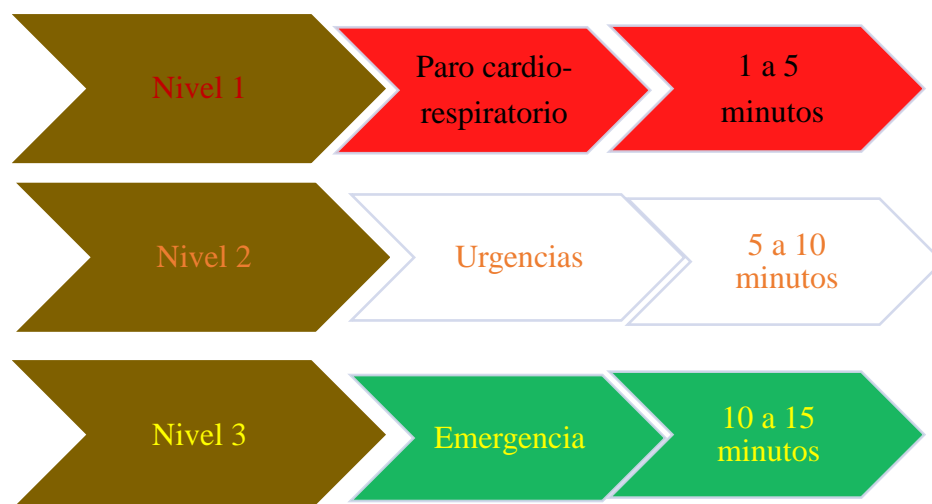 Nivel 1
Paro cardio-
respiratorio
1 a 5
minutos
Nivel 2
Urgencias
5 a 10
minutos
Nivel 3
Emergencia
10 a 15
minutos